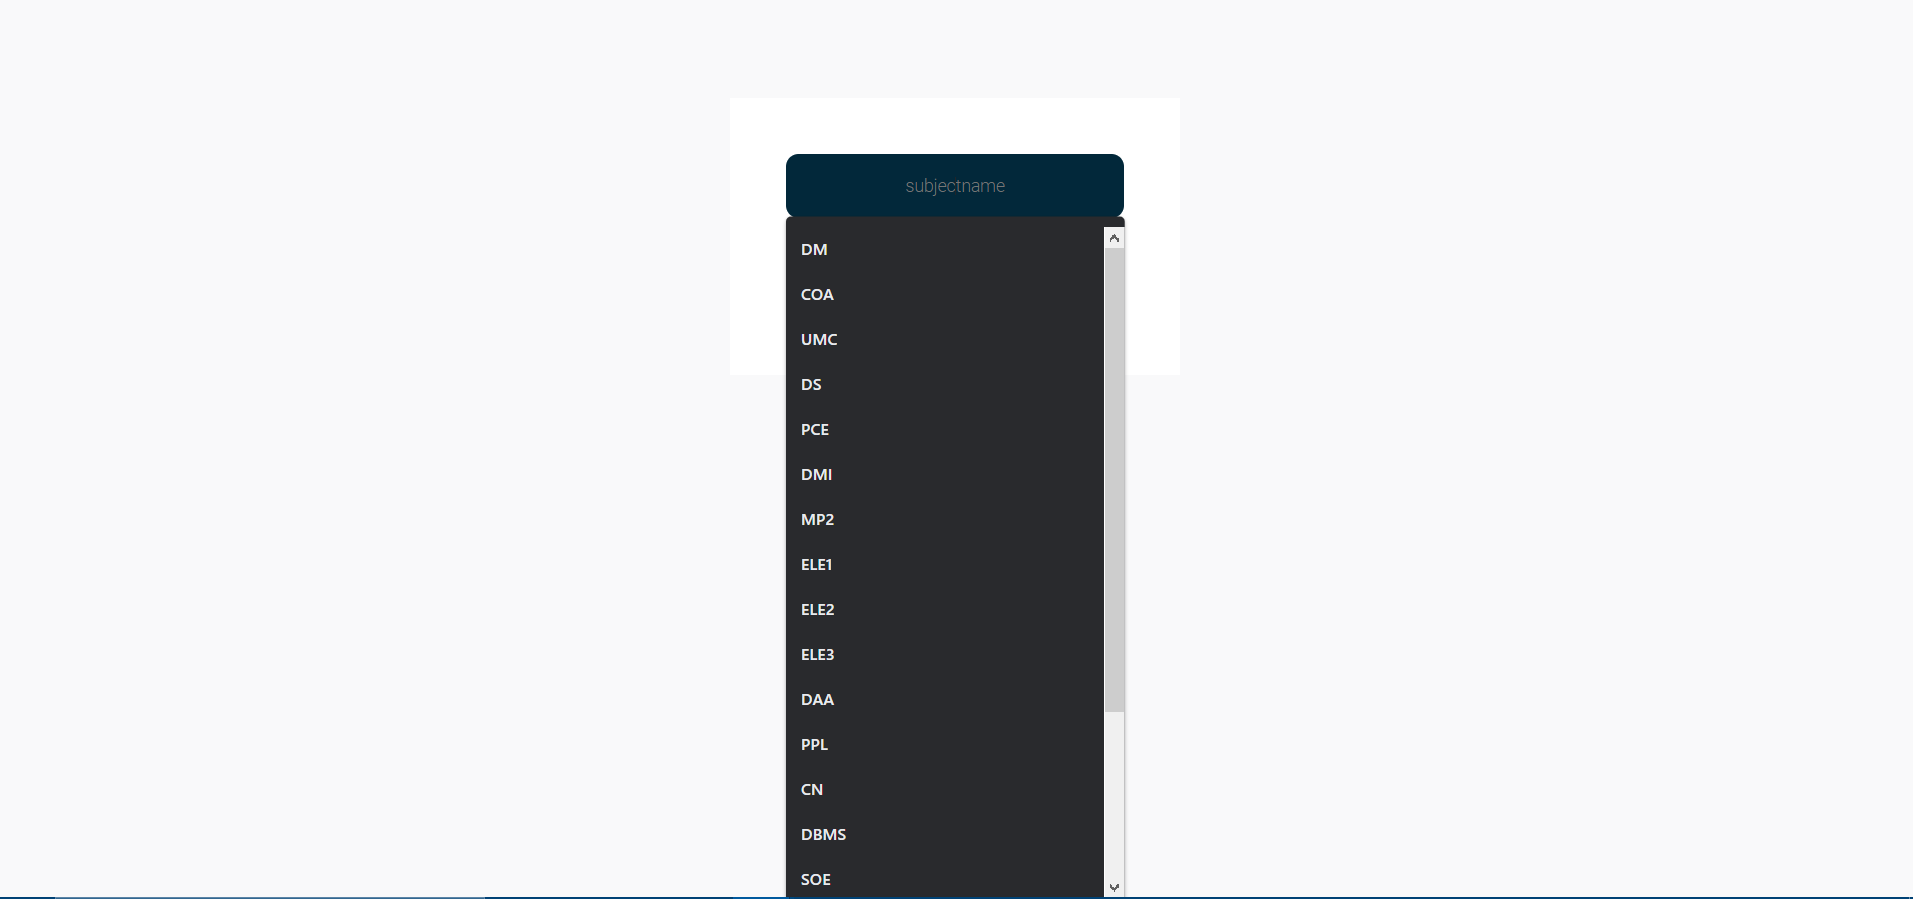 subjectname
DM
COA
UMC
DS
PCE
DMI
MP2
ELE1
ELE2
ELE3
DAA
PPL
CN
DBMS
SOE